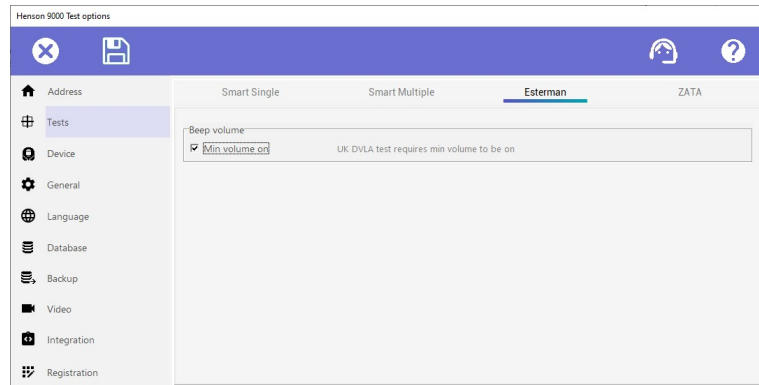 Henson 9000 Test options
Address
Tests
Device
General
Language
Database
Backup
Video
Integration
Registration
Smart Single
Smart Multiple
Esterman
ZATA
Beep volume
Min volume on
UK DVLA test requires min volume to be on